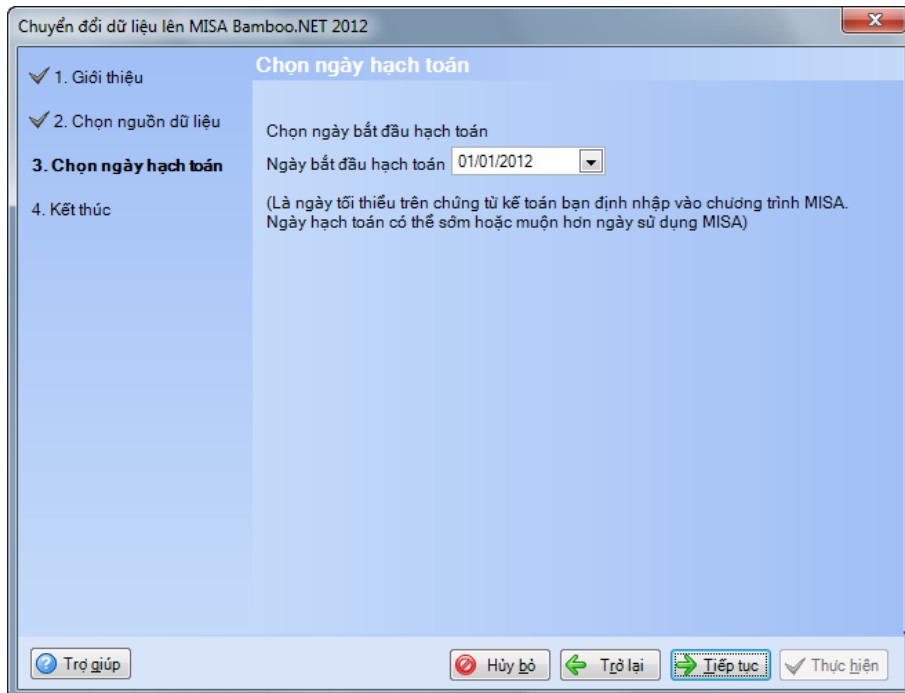 Chuyển đổi dữ liệu lên MISA Bamboo.NET 2012
1. Giới thiệu
2. Chọn nguồn dữ liệu
3. Chọn ngày hạch toán
4. Kết thúc
Chọn ngày hạch toán
Chọn ngày bắt đầu hạch toán
Ngày bắt đầu hạch toán 01/01/2012
(Là ngày tối thiểu trên chứng từ kế toán bạn định nhập vào chương trình MISA.
Ngày hạch toán có thể sớm hoặc muộn hơn ngày sử dụng MISA)
Trợ giúp
Hủy bỏ
Trở lại
Tiếp tục
Thực hiện